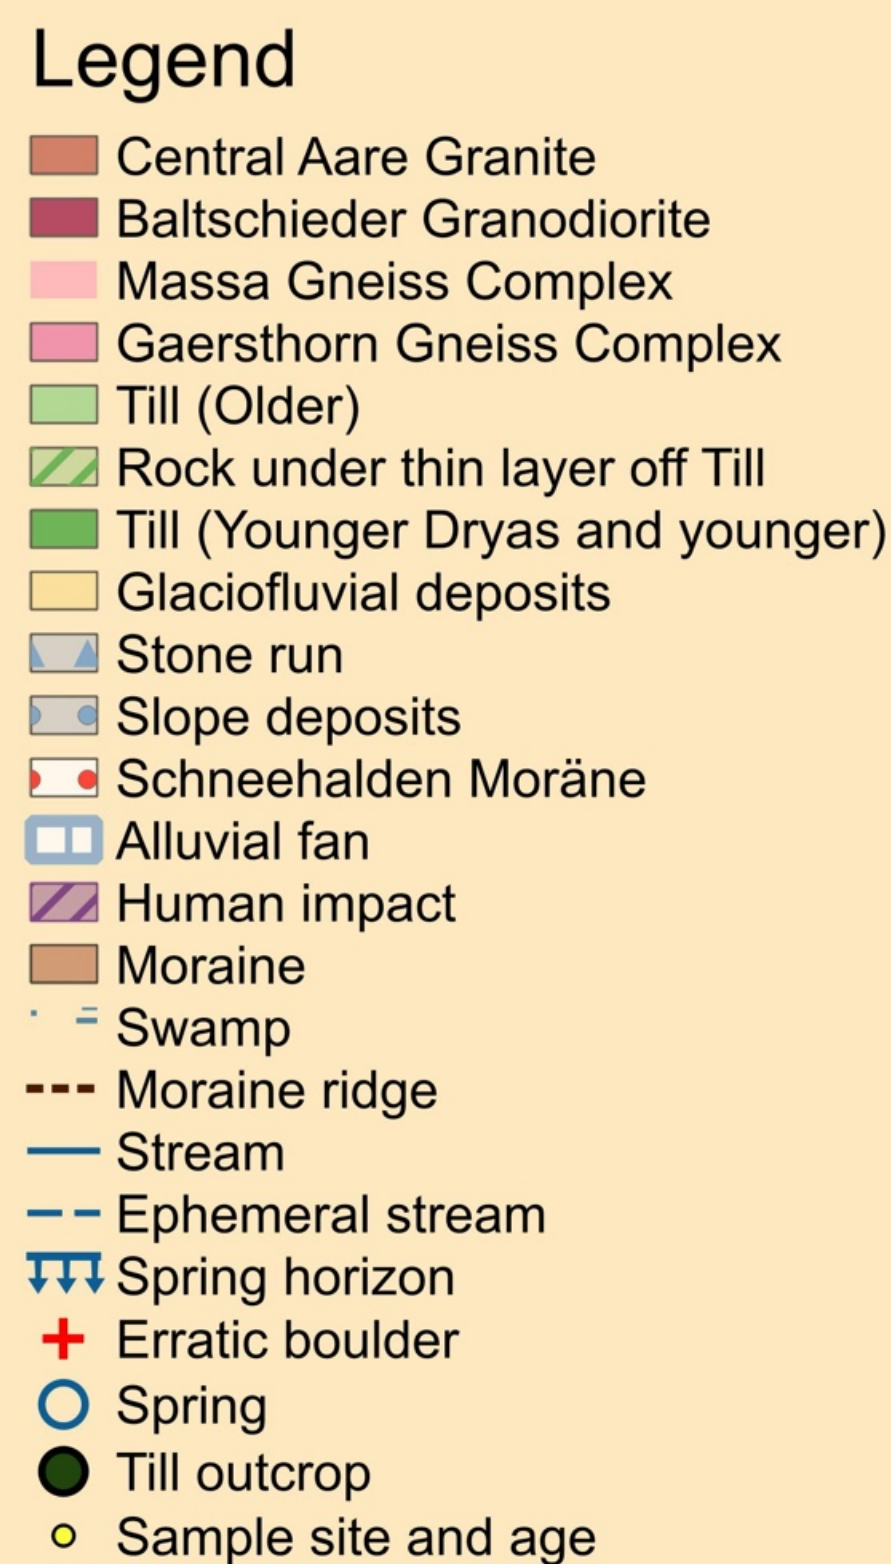 Legend
Central Aare Granite
Baltschieder Granodiorite
Massa Gneiss Complex
Gaersthorn Gneiss Complex
Till (Older)
Rock under thin layer off Till
Till (Younger Dryas and younger)
Glaciofluvial deposits
Stone run
Slope deposits
Schneehalden Moräne
Alluvial fan
Human impact
Moraine
Swamp
Moraine ridge
Stream
Ephemeral stream
Spring horizon
Erratic boulder
Spring
Till outcrop
Sample site and age